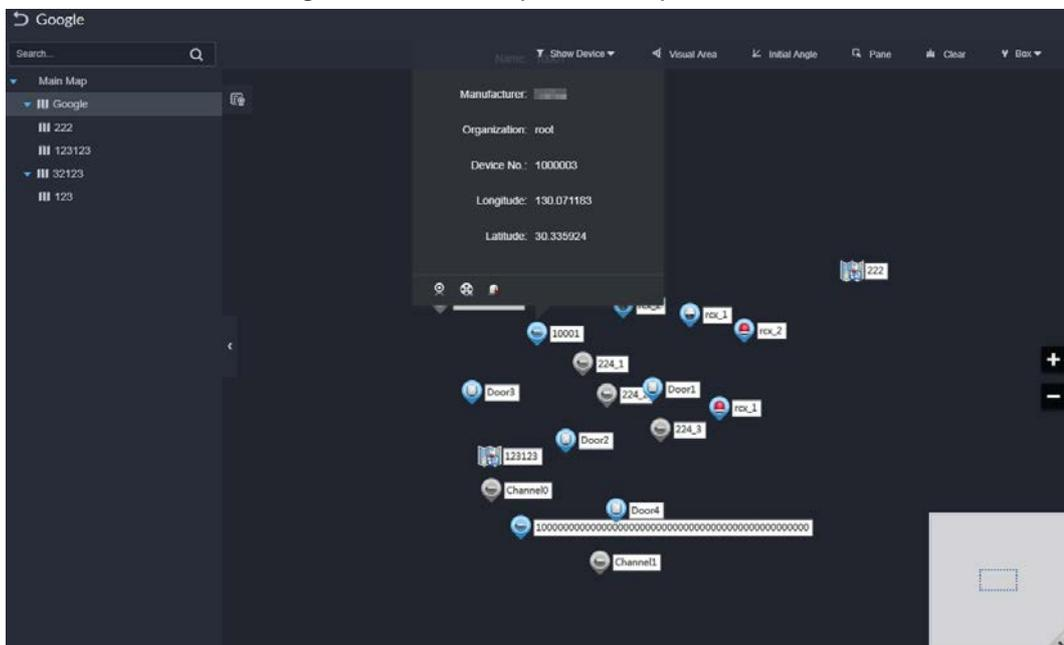 Google
Search...
Show Device
Visual Area
Initial Angle
Pane
Clear
Box
Main Map
Google
222
123123
32123
123
Name:
Manufacturer:
Organization: root
Device No.: 1000003
Longitude: 130.071183
Latitude: 30.335924
222
rcx_1
rcx_2
10001
224_1
Door3
Door1
rcx_1
224_3
Door2
123123
Channel0
Door4
Channel1